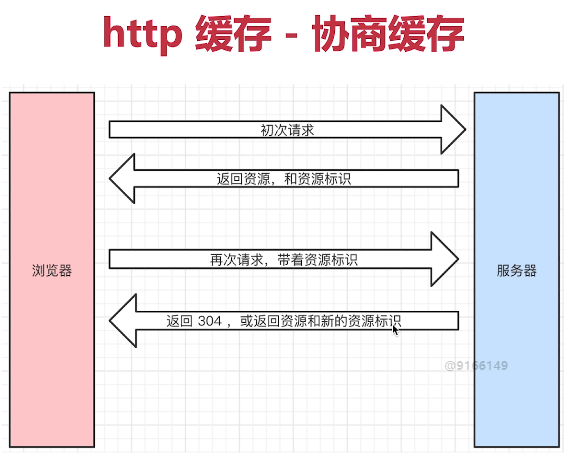 http 缓存 - 协商缓存
初次请求
返回资源，和资源标识
浏览器
服务器
再次请求，带着资源标识
返回 304 ，或返回资源和新的资源标识
@9166149